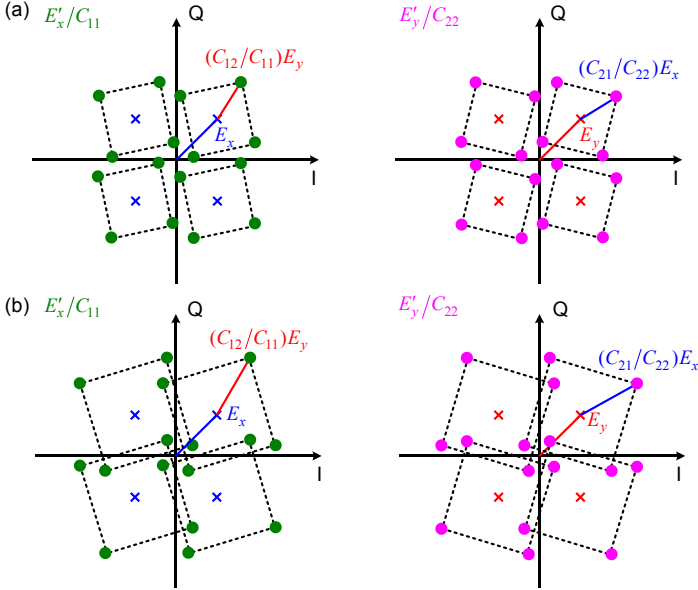 (a)
E′x/C11
Q
(C12/C11)Ey
Ex
I
E′y/C22
Q
(C21/C22)Ex
Ey
I
(b)
E′x/C11
Q
(C12/C11)Ey
Ex
I
E′y/C22
Q
(C21/C22)Ex
Ey
I